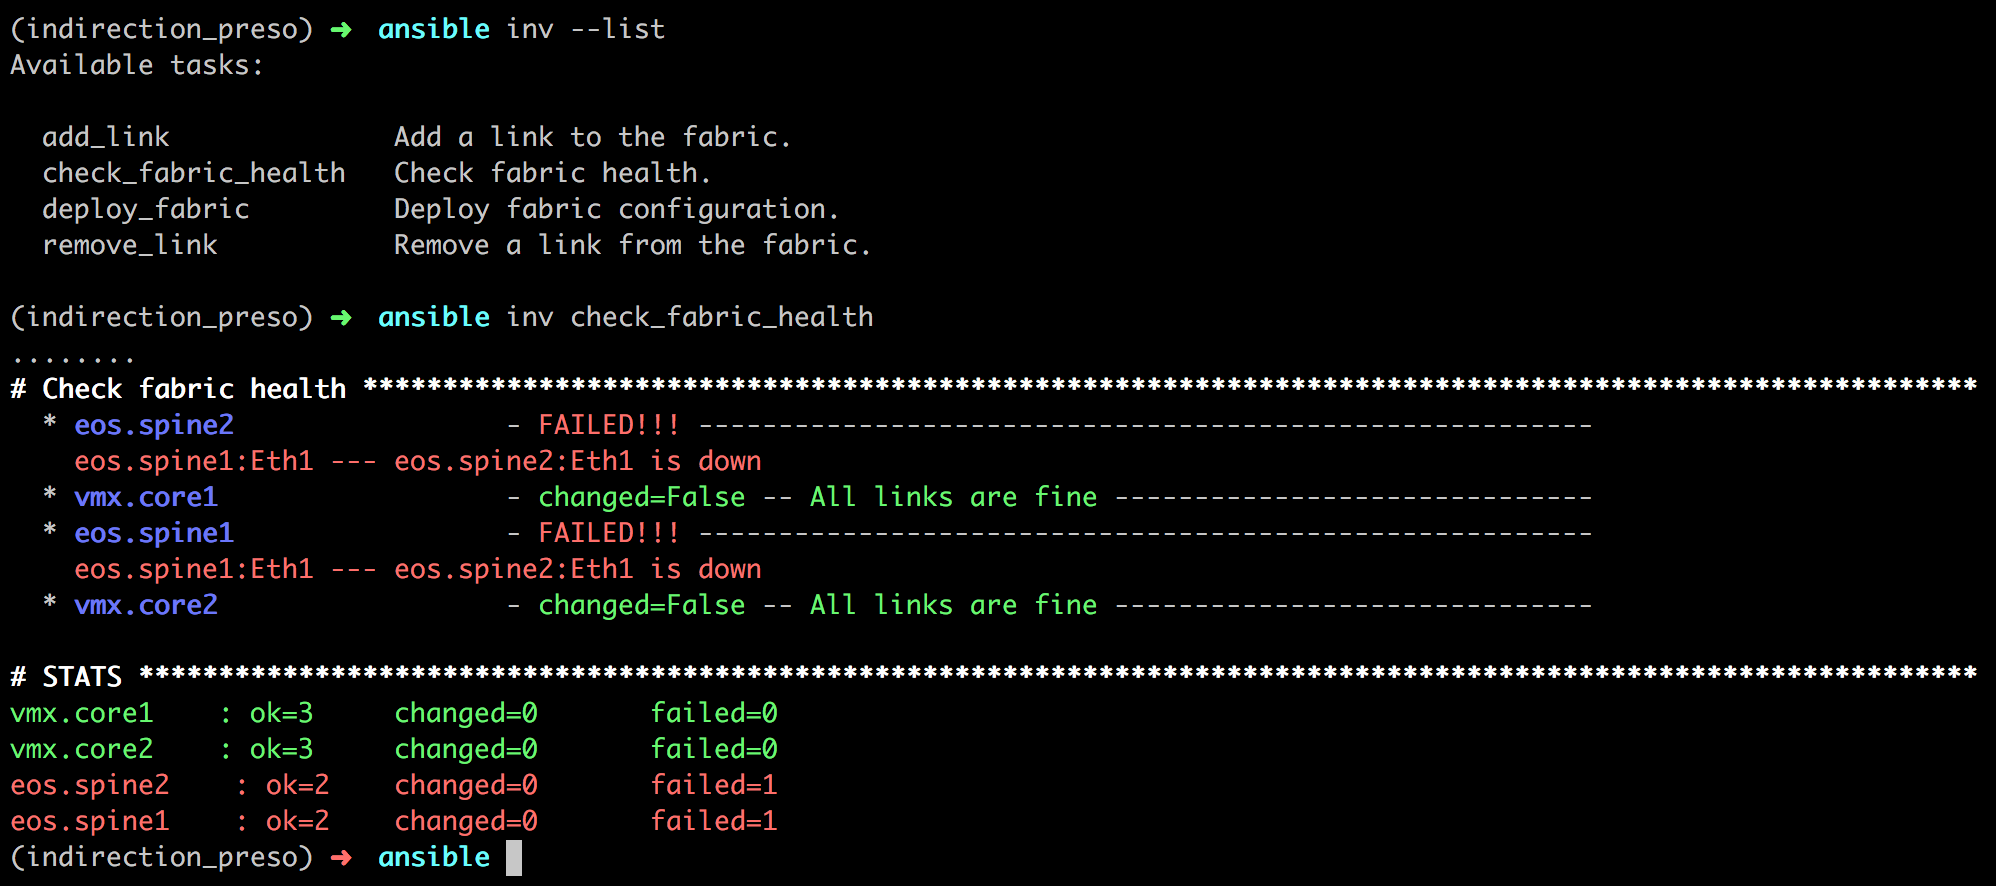 (indirection_preso) ➜  ansible inv --list
Available tasks:
  add_link              Add a link to the fabric.
  check_fabric_health   Check fabric health.
  deploy_fabric         Deploy fabric configuration.
  remove_link           Remove a link from the fabric.
(indirection_preso) ➜  ansible inv check_fabric_health
........
# Check fabric health *****************************************************************************************************
  * eos.spine2                 - FAILED!!! --------------------------------------------------------
    eos.spine1:Eth1 --- eos.spine2:Eth1 is down
  * vmx.core1                  - changed=False -- All links are fine ------------------------------
  * eos.spine1                 - FAILED!!! --------------------------------------------------------
    eos.spine1:Eth1 --- eos.spine2:Eth1 is down
  * vmx.core2                  - changed=False -- All links are fine ------------------------------
# STATS *******************************************************************************************************************
vmx.core1    : ok=3     changed=0       failed=0
vmx.core2    : ok=3     changed=0       failed=0
eos.spine2    : ok=2    changed=0       failed=1
eos.spine1    : ok=2    changed=0       failed=1
(indirection_preso) ➜  ansible